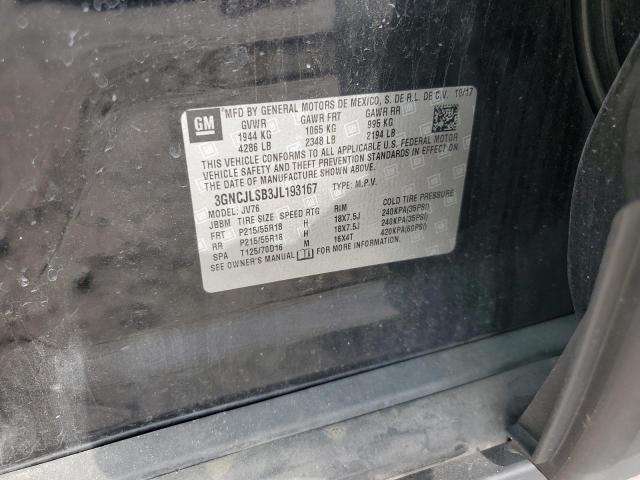 GM
MFD BY GENERAL MOTORS DE MEXICO, S. DE R.L. DE C.V. 10/17
GVWR GAWR FRT GAWR RR
1944 KG 1065 KG 995 KG
4286 LB 2348 LB 2194 LB
THIS VEHICLE CONFORMS TO ALL APPLICABLE U.S. FEDERAL MOTOR
VEHICLE SAFETY AND THEFT PREVENTION STANDARDS IN EFFECT ON
THE DATE OF MANUFACTURE SHOWN ABOVE.
3GNCJLSB3JL193167 TYPE: M.P.V.
MODEL: JV76
JBBM TIRE SIZE SPEED RTG RIM COLD TIRE PRESSURE
FRT P215/55R18 H 18X7.5J 240KPA(35PSI)
RR P215/55R18 H 18X7.5J 240KPA(35PSI)
SPA T125/70D16 M 16X4T 420KPA(60PSI)
SEE OWNER'S MANUAL FOR MORE INFORMATION.